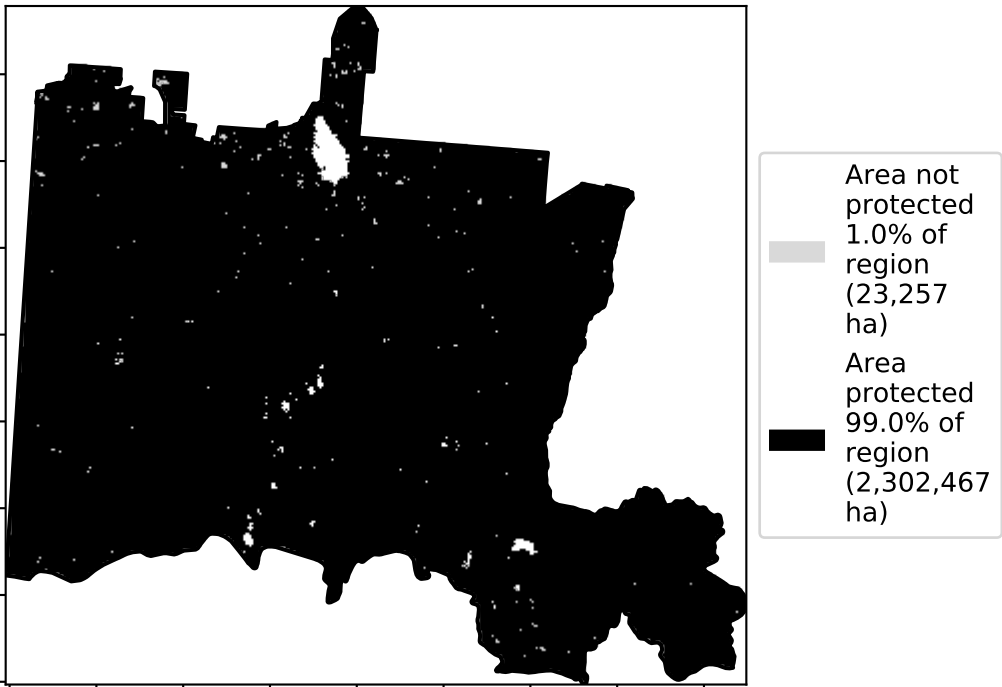 Area not
protected
1.0% of
region
(23,257
ha)
Area
protected
99.0% of
region
(2,302,467
ha)